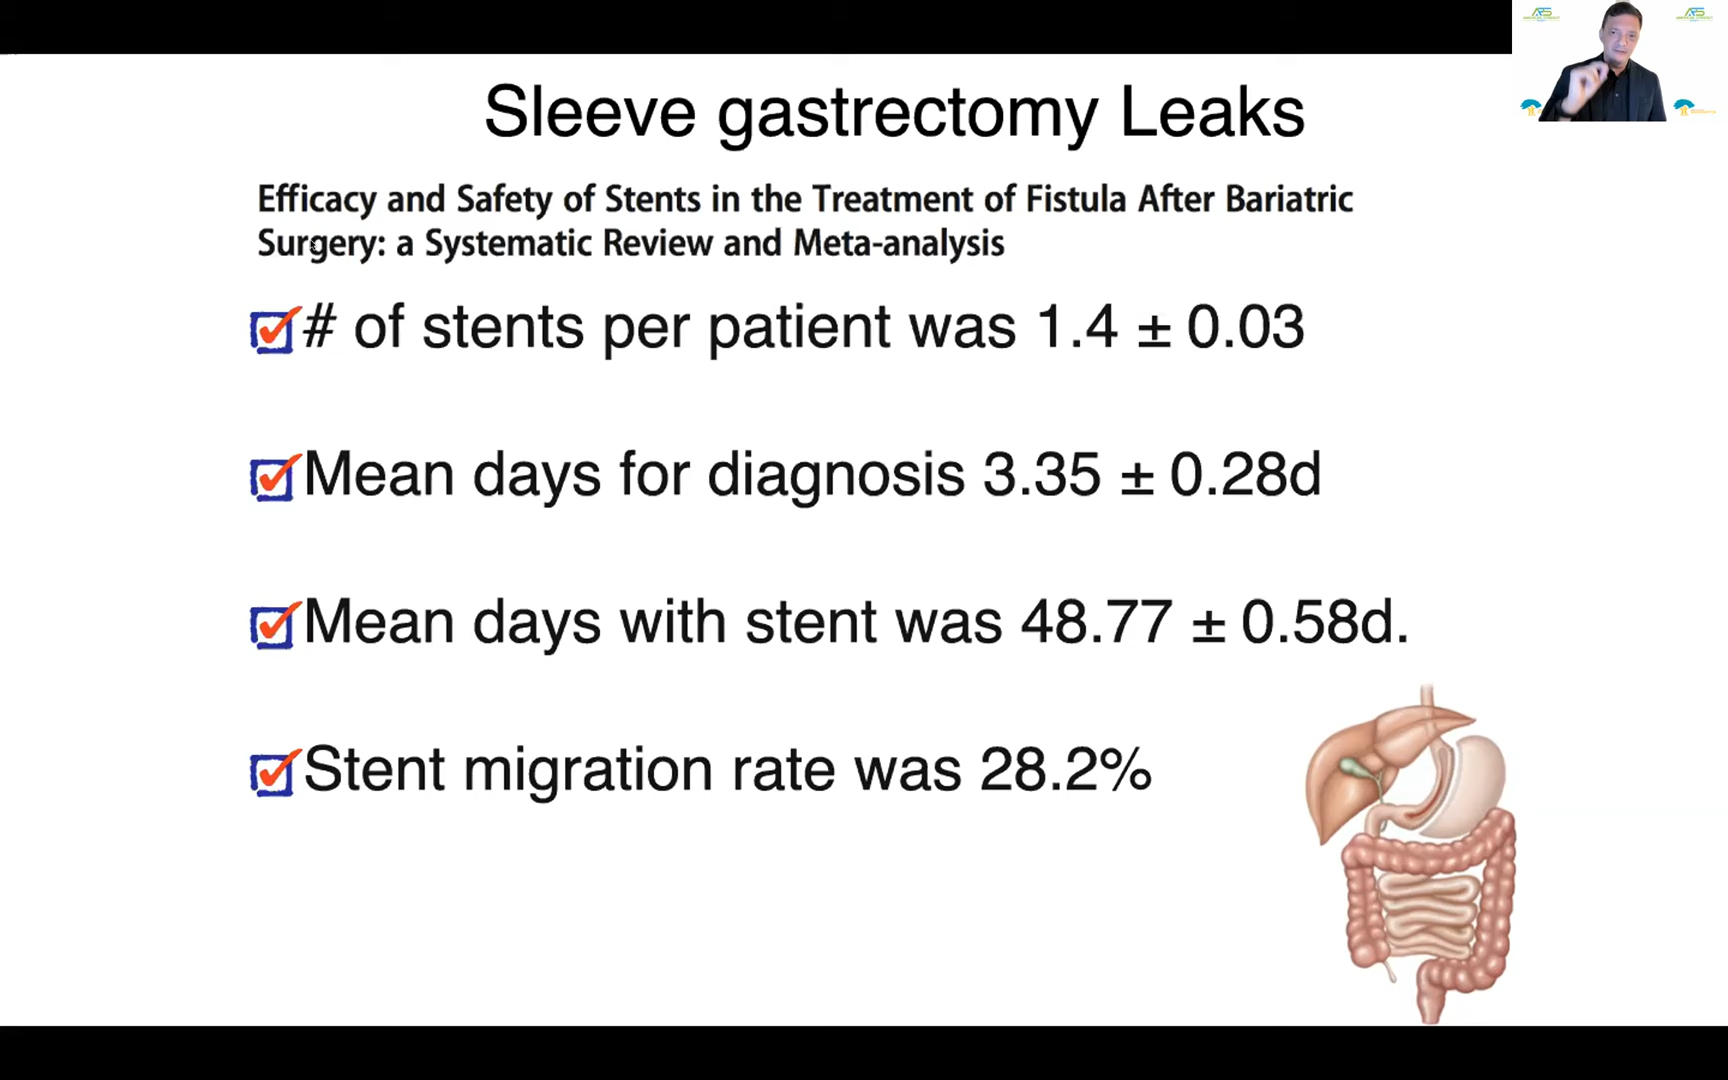 Sleeve gastrectomy Leaks
Efficacy and Safety of Stents in the Treatment of Fistula After Bariatric
Surgery: a Systematic Review and Meta-analysis
# of stents per patient was 1.4 ± 0.03
Mean days for diagnosis 3.35 ± 0.28d
Mean days with stent was 48.77 ± 0.58d.
Stent migration rate was 28.2%